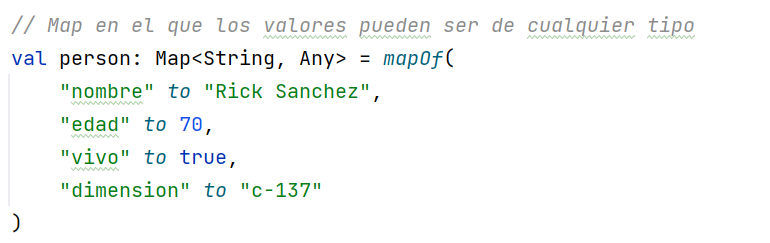 // Map en el que los valores pueden ser de cualquier tipo
val person: Map<String, Any> = mapOf(
    "nombre" to "Rick Sanchez",
    "edad" to 70,
    "vivo" to true,
    "dimension" to "c-137"
)